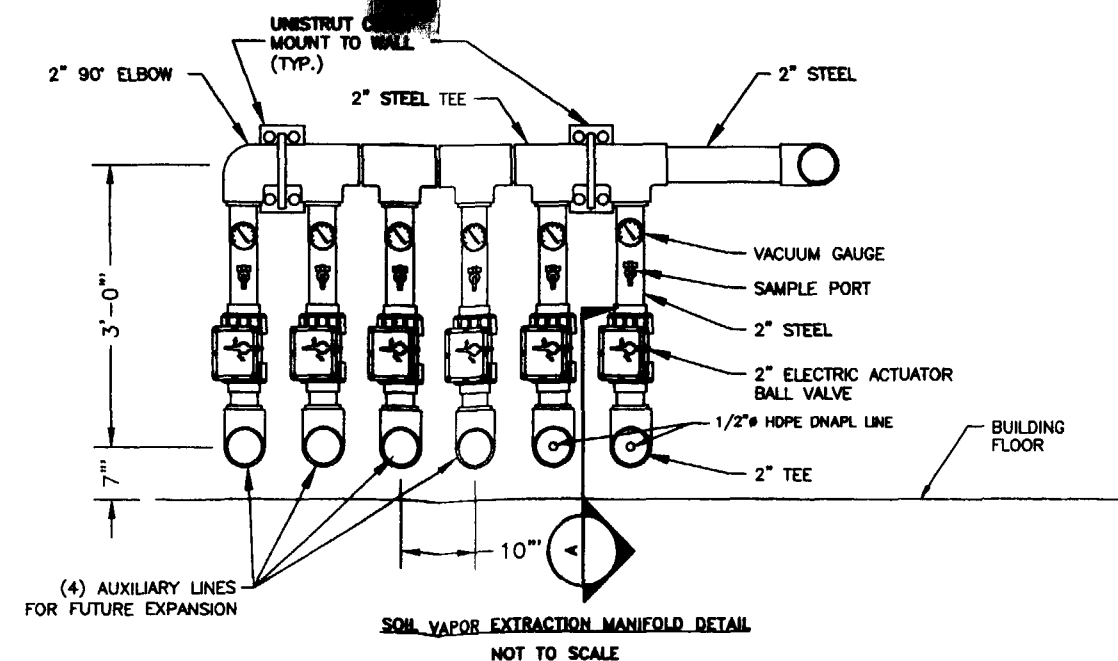 UNISTRUT
MOUNT TO WALL
(TYP.)
2" 90° ELBOW
2" STEEL TEE
2" STEEL
3'-0"'
7"'
VACUUM GAUGE
SAMPLE PORT
2" STEEL
2" ELECTRIC ACTUATOR
BALL VALVE
1/2"ø HDPE DNAPL LINE
2" TEE
BUILDING
FLOOR
10"'
A
(4) AUXILIARY LINES
FOR FUTURE EXPANSION
SOIL VAPOR EXTRACTION MANIFOLD DETAIL
NOT TO SCALE